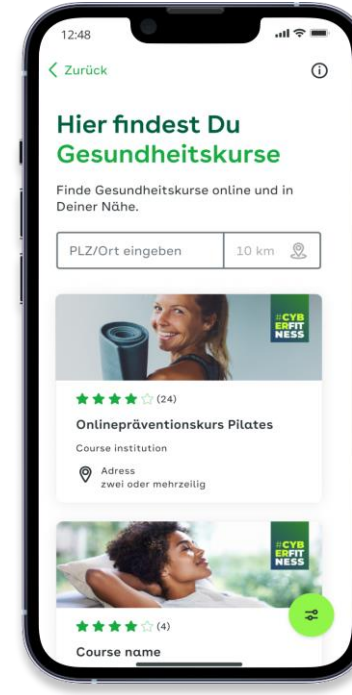 12:48
Zurück
Hier findest Du
Gesundheitskurse
Finde Gesundheitskurse online und in
Deiner Nähe.
PLZ/Ort eingeben
10 km
#CYB
ERFIT
NESS
(24)
Onlinepräventionskurs Pilates
Course institution
Adress
zwei oder mehrzeilig
#CYB
ERFIT
NESS
(4)
Course name